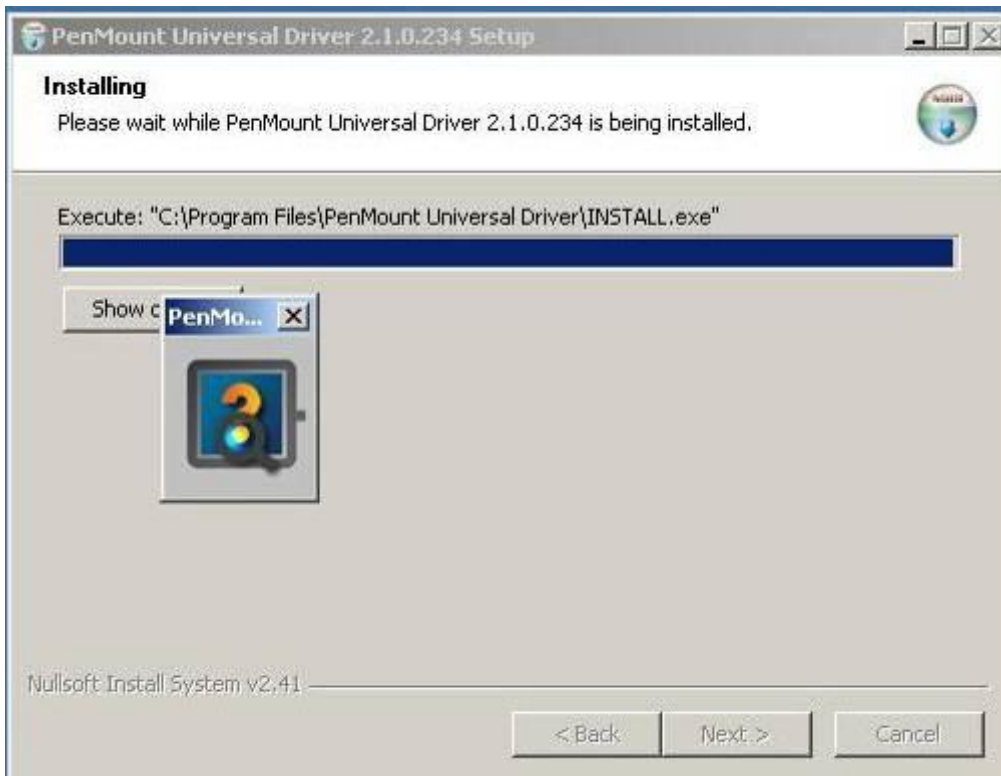 PenMount Universal Driver 2.1.0.234 Setup
Installing
Please wait while PenMount Universal Driver 2.1.0.234 is being installed.
Execute: "C:\Program Files\PenMount Universal Driver\INSTALL.exe"
Show
PenMo...
Nullsoft Install System v2.41
< Back
Next >
Cancel